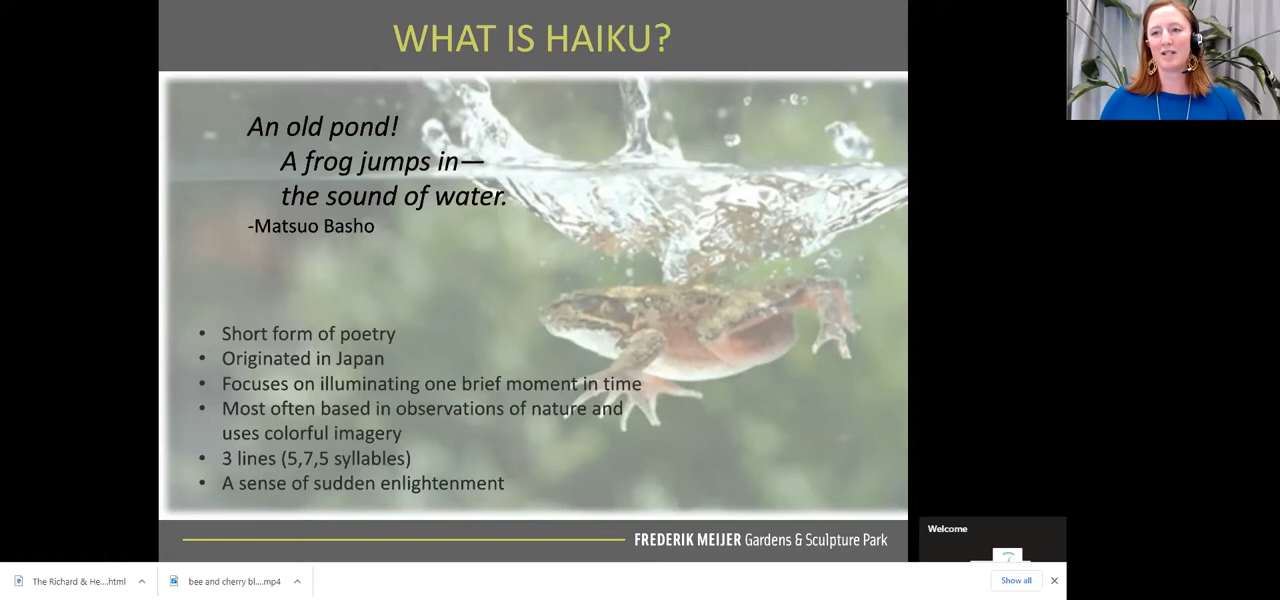 WHAT IS HAIKU?
An old pond!
A frog jumps in—
the sound of water.
-Matsuo Basho
• Short form of poetry
• Originated in Japan
• Focuses on illuminating one brief moment in time
• Most often based in observations of nature and
uses colorful imagery
• 3 lines (5,7,5 syllables)
• A sense of sudden enlightenment
FREDERIK MEIJER Gardens & Sculpture Park
Welcome
The Richard & He....html
bee and cherry bl....mp4
Show all